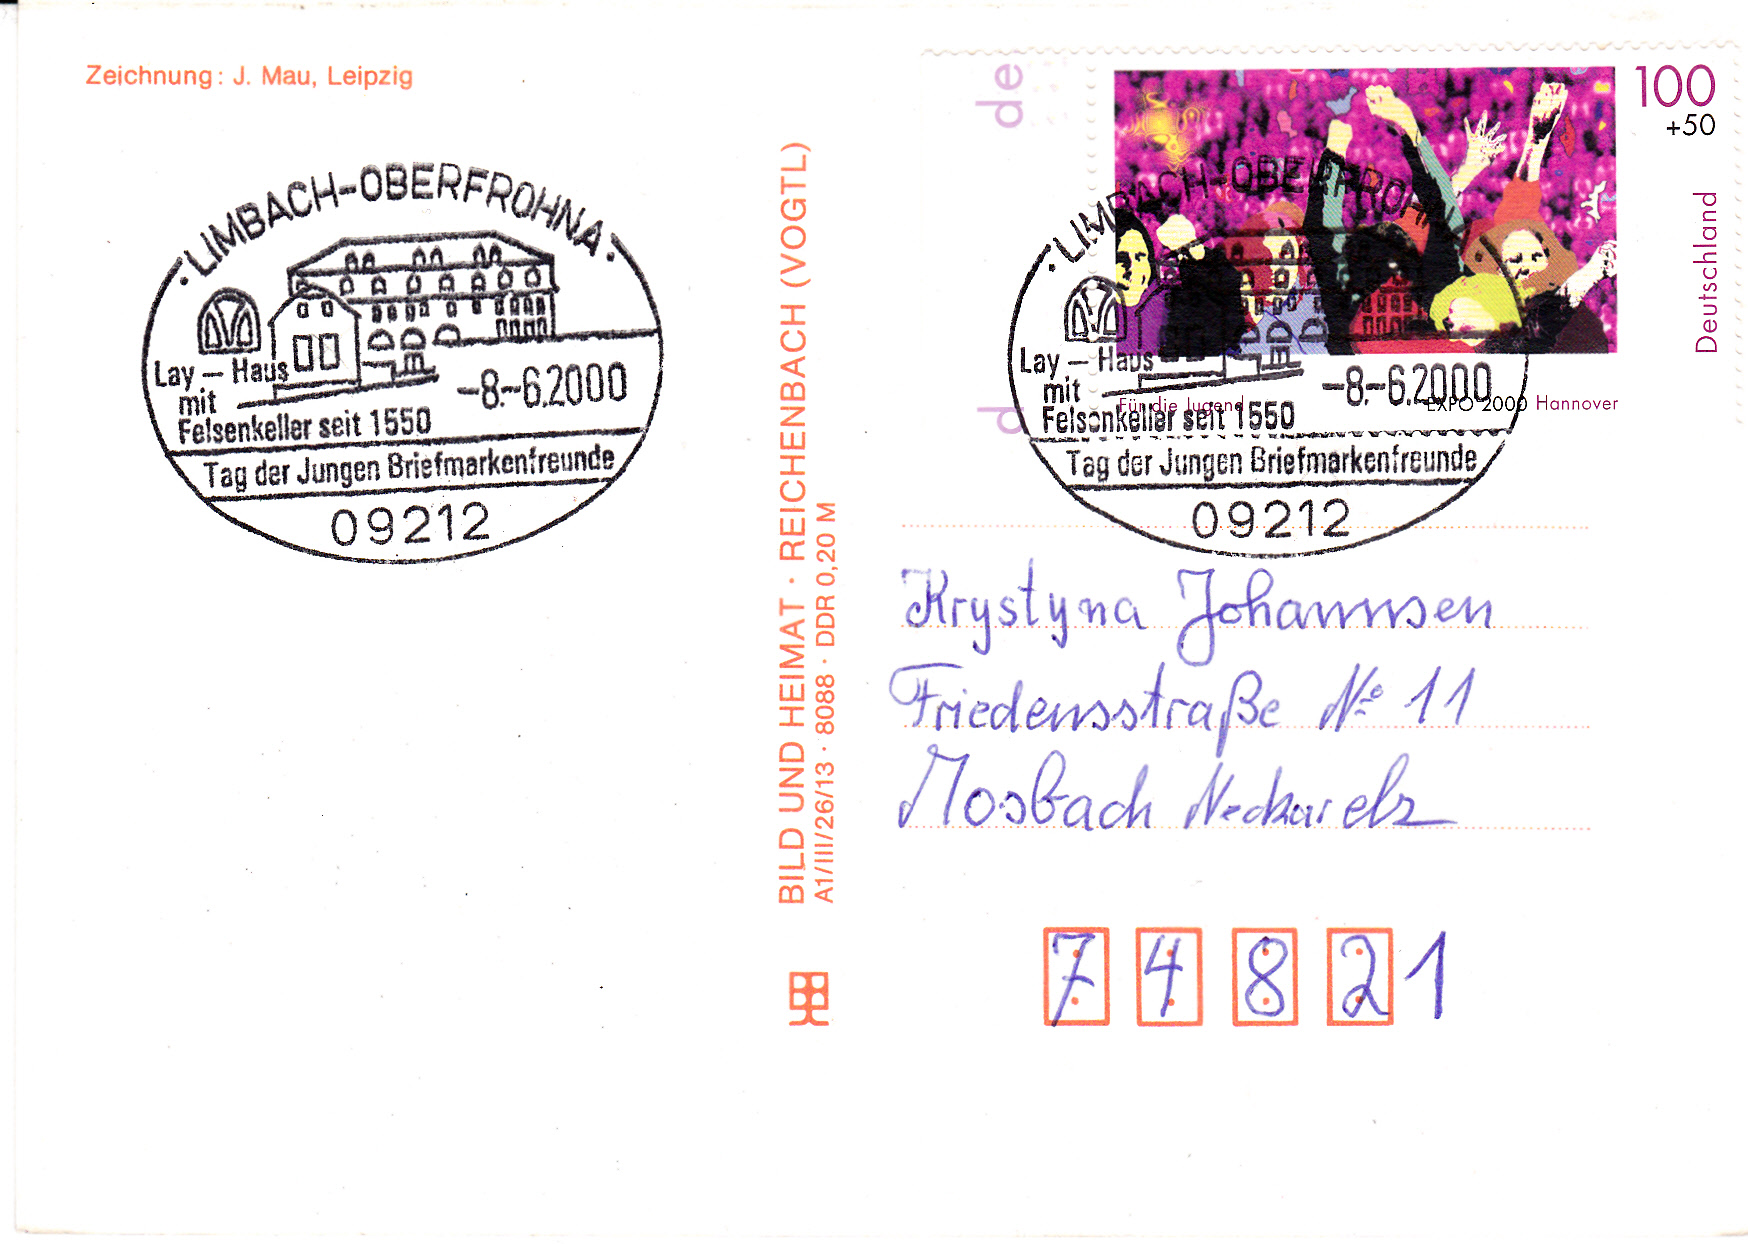 Zeichnung: J. Mau, Leipzig
· LIMBACH-OBERFROHNA ·
Lay – Haus
mit
Felsenkeller seit 1550
-8.-6.2000
Tag der Jungen Briefmarkenfreunde
09212
BILD UND HEIMAT · REICHENBACH (VOGTL)
A1/III/26/13 · 8088 · DDR 0,20 M
de
d
100
+50
Deutschland
Für die Jugend
EXPO 2000 Hannover
· LIMBACH-OBERFROHNA
Lay – Haus
mit
Felsenkeller seit 1550
-8.-6.2000
Tag der Jungen Briefmarkenfreunde
09212
Krystyna Johannsen
Friedensstraße № 11
Mosbach Neckarelz
74821